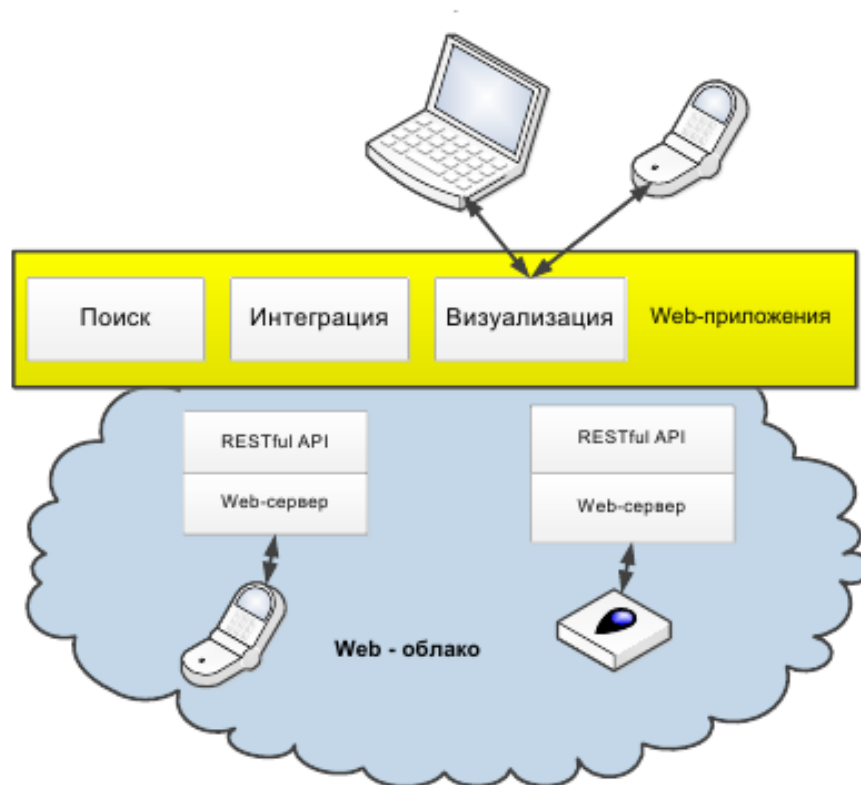 Поиск
Интеграция
Визуализация
Web-приложения
RESTful API
Web-сервер
RESTful API
Web-сервер
Web - облако